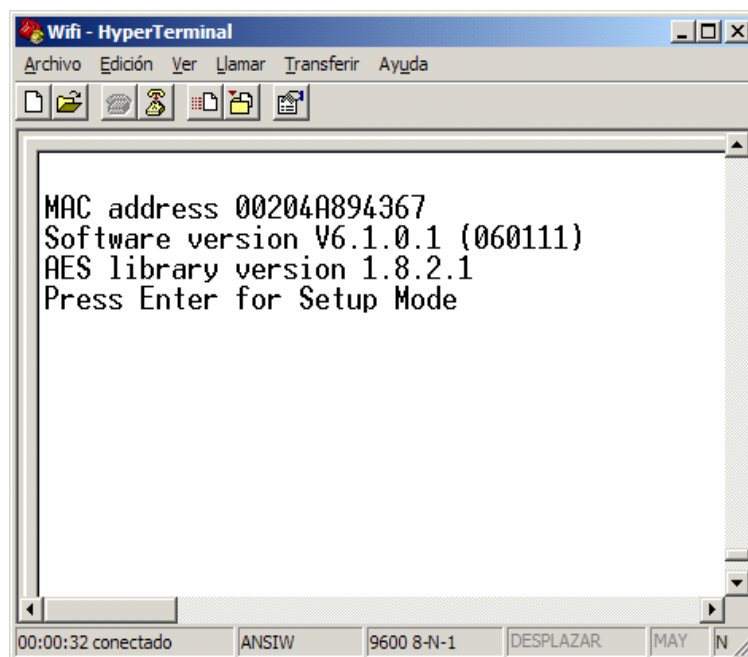 Wifi - HyperTerminal
Archivo Edición Ver Llamar Transferir Ayuda
MAC address 00204A894367
Software version V6.1.0.1 (060111)
AES library version 1.8.2.1
Press Enter for Setup Mode
00:00:32 conectado ANSIW 9600 8-N-1 DESPLAZAR MAY N